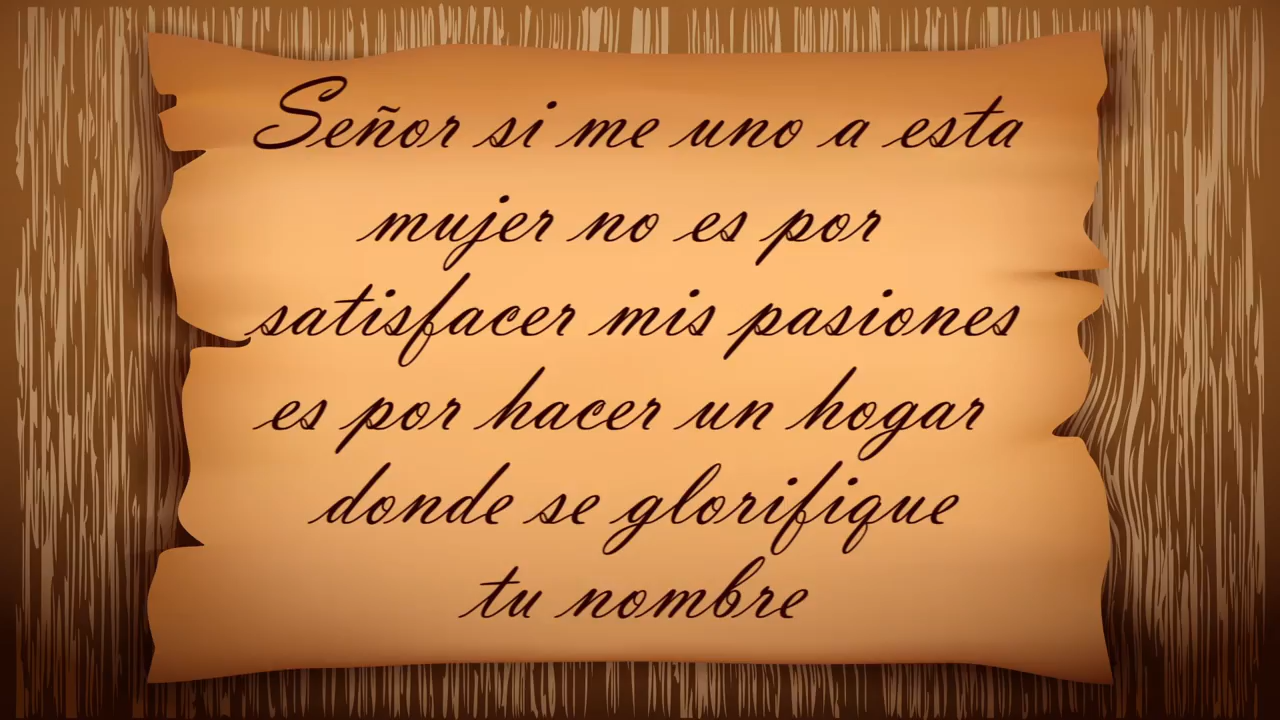 Señor si me uno a esta
mujer no es por
satisfacer mis pasiones
es por hacer un hogar
donde se glorifique
tu nombre